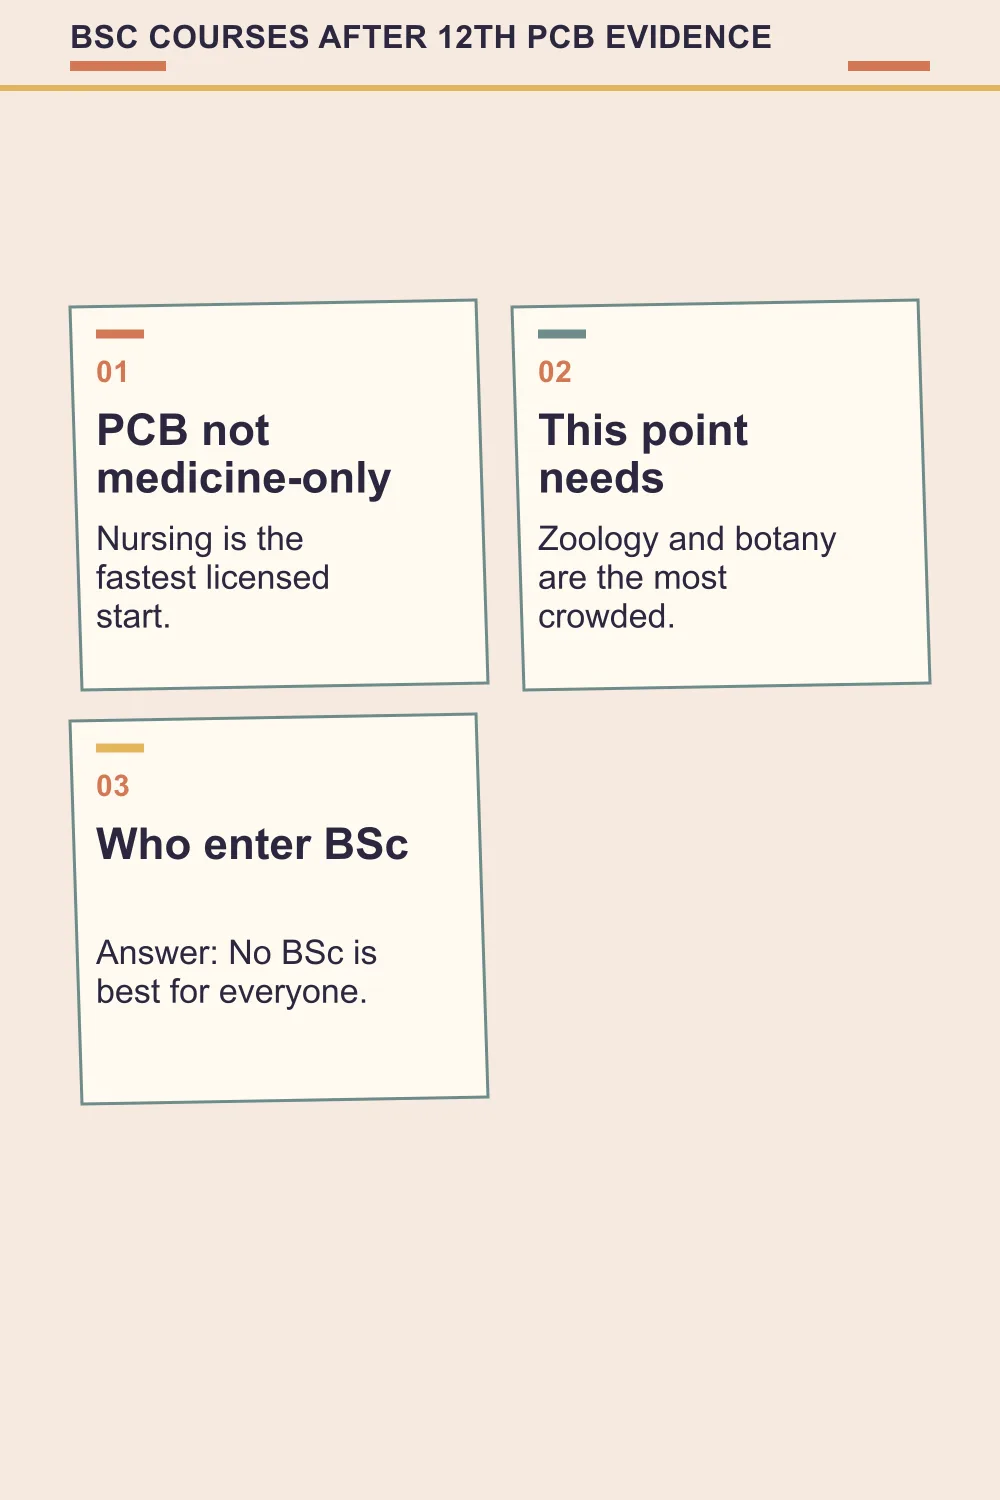 BSC COURSES AFTER 12TH PCB EVIDENCE
01
PCB not
medicine-only
Nursing is the
fastest licensed
start.
02
This point
needs
Zoology and botany
are the most
crowded.
03
Who enter BSc
Answer: No BSc is
best for everyone.